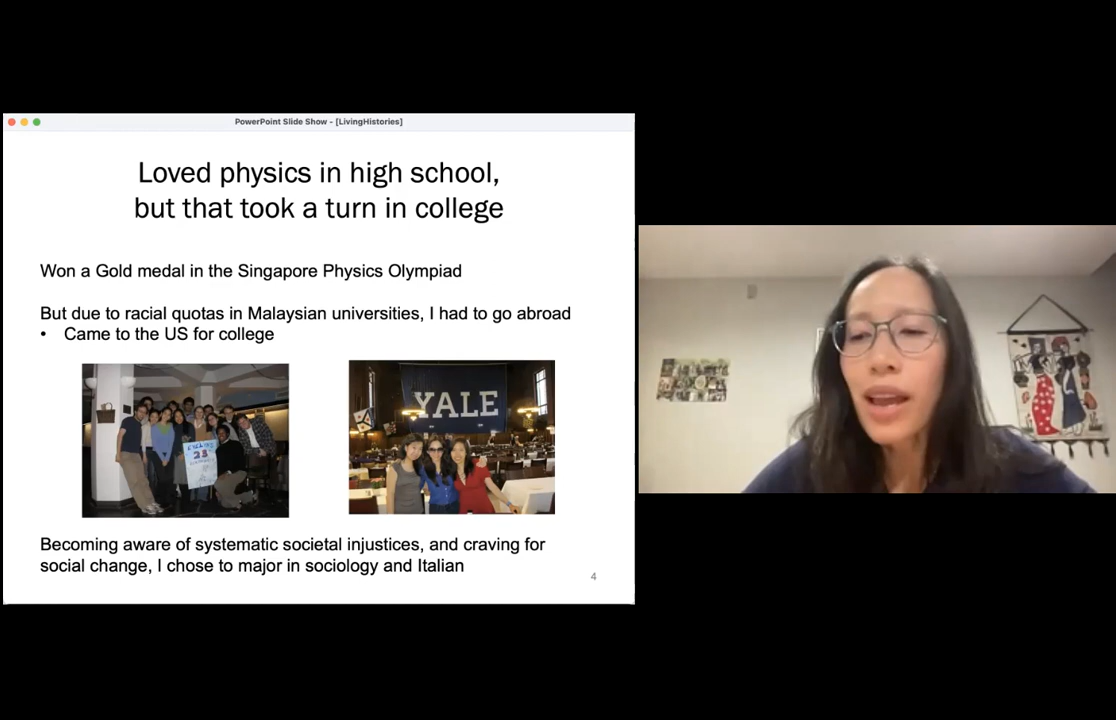 PowerPoint Slide Show - [LivingHistories]
Loved physics in high school,
but that took a turn in college
Won a Gold medal in the Singapore Physics Olympiad
But due to racial quotas in Malaysian universities, I had to go abroad
• Came to the US for college
23
YALE
Becoming aware of systematic societal injustices, and craving for
social change, I chose to major in sociology and Italian
4